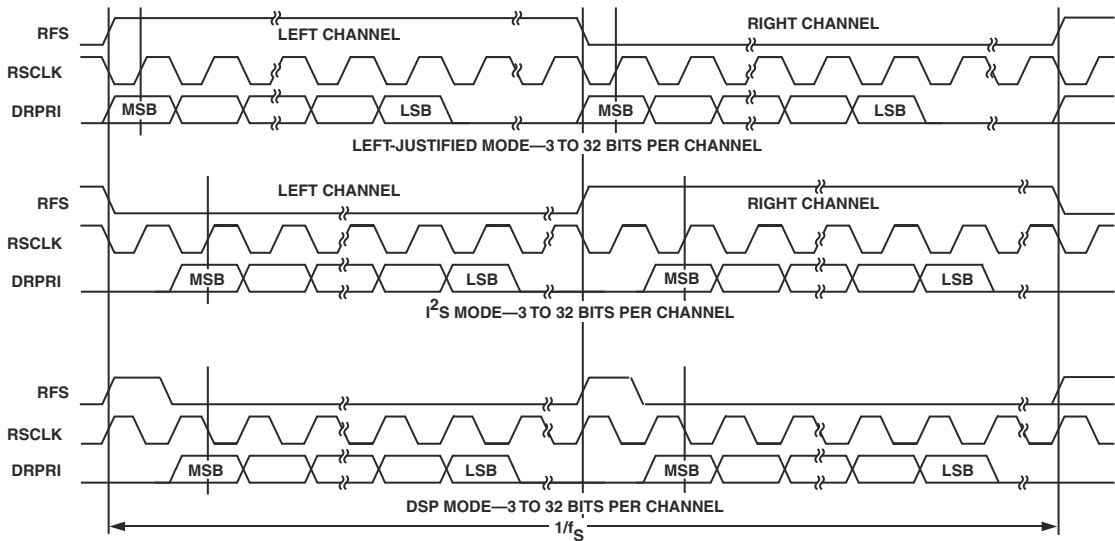 RFS LEFT CHANNEL RIGHT CHANNEL
RSCLK
DRPRI MSB LSB MSB LSB
LEFT-JUSTIFIED MODE—3 TO 32 BITS PER CHANNEL
RFS LEFT CHANNEL RIGHT CHANNEL
RSCLK
DRPRI MSB LSB MSB LSB
I²S MODE—3 TO 32 BITS PER CHANNEL
RFS
RSCLK
DRPRI MSB LSB MSB LSB
DSP MODE—3 TO 32 BITS PER CHANNEL
1/fS